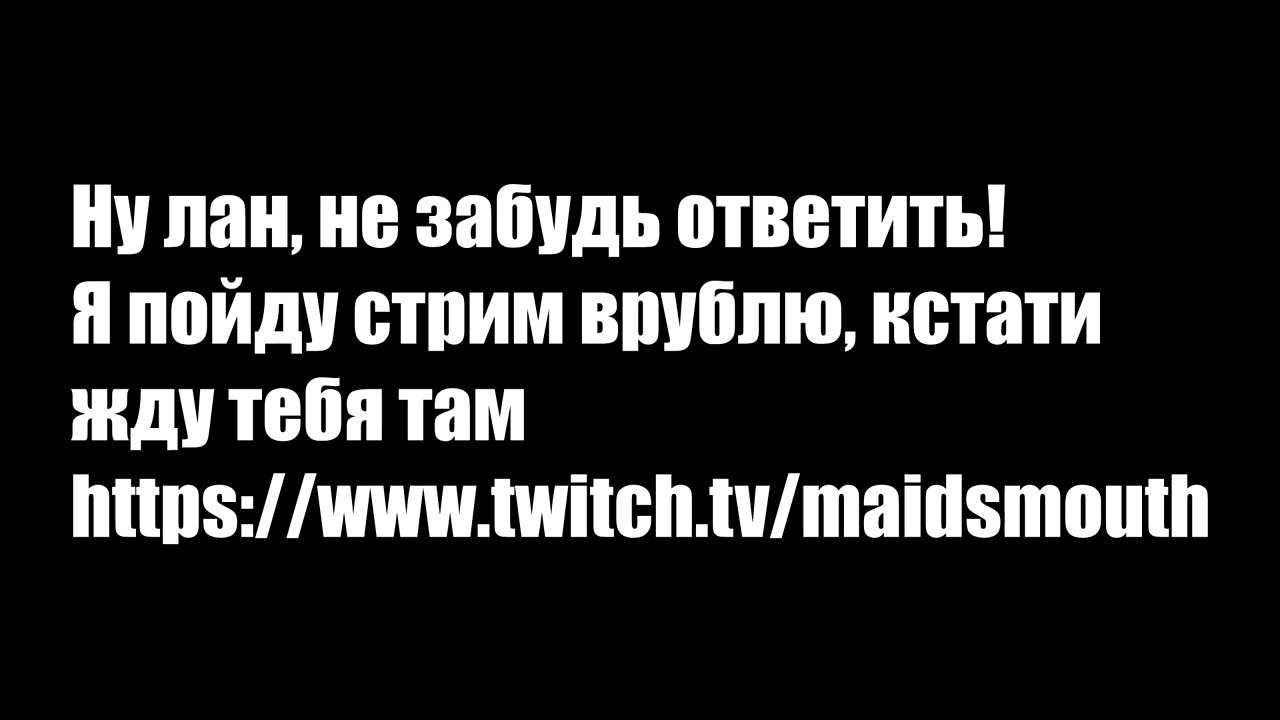 Ну лан, не забудь ответить!
Я пойду стрим врублю, кстати
жду тебя там
https://www.twitch.tv/maidsmouth